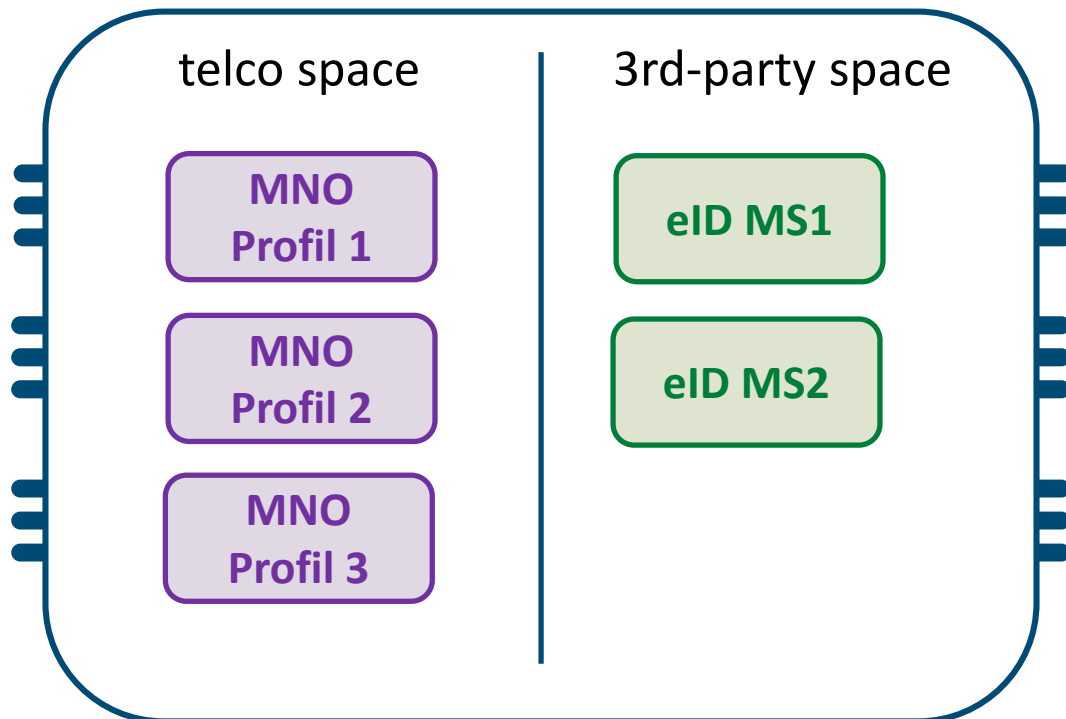 telco space
MNO
Profil 1
MNO
Profil 2
MNO
Profil 3
3rd-party space
eID MS1
eID MS2